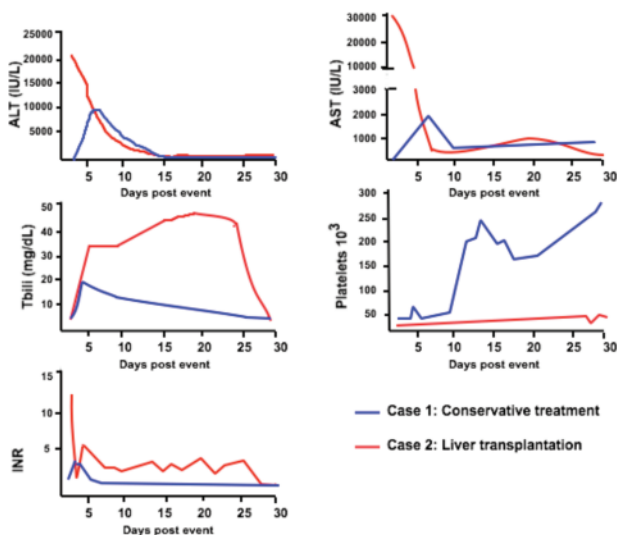 ALT (IU/L)
25000
20000
15000
10000
5000
5 10 15 20 25 30
Days post event
AST (IU/L)
30000
20000
10000
3000
2000
1000
5 10 15 20 25 30
Days post event
Tbili (mg/dL)
50
40
30
20
10
5 10 15 20 25 30
Days post event
Platelets 10³
300
250
200
150
100
50
5 10 15 20 25 30
Days post event
INR
15
10
5
5 10 15 20 25 30
Days post event
Case 1: Conservative treatment
Case 2: Liver transplantation